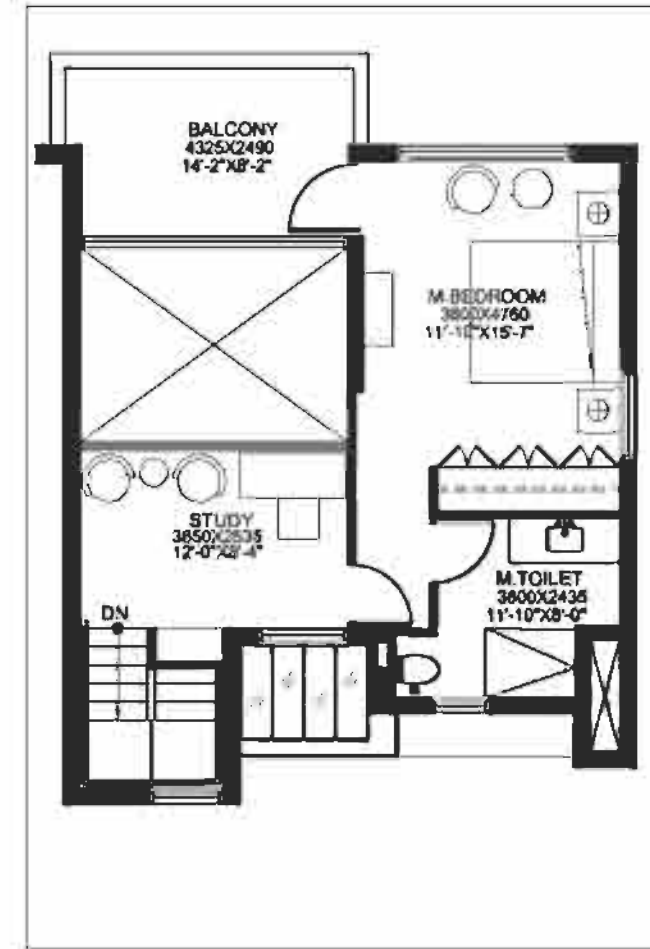 BALCONY
4325X2490
14'-2"X8'-2"
M.BEDROOM
3600X4760
11'-10"X15'-7"
STUDY
3650X2535
12'-0"X8'-4"
DN
M.TOILET
3600X2435
11'-10"X8'-0"